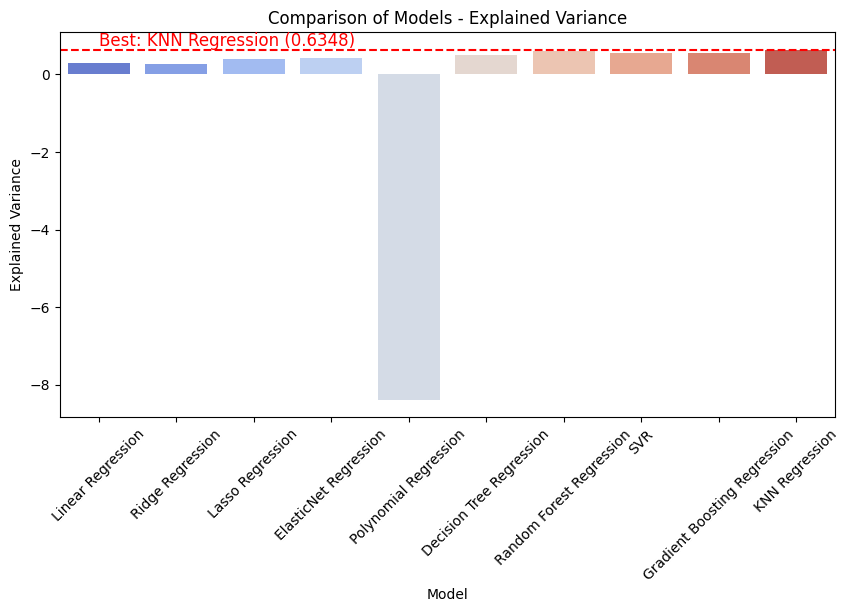 Comparison of Models - Explained Variance
Best: KNN Regression (0.6348)
Explained Variance
0
−2
−4
−6
−8
Linear Regression
Ridge Regression
Lasso Regression
ElasticNet Regression
Polynomial Regression
Decision Tree Regression
Random Forest Regression
SVR
Gradient Boosting Regression
KNN Regression
Model